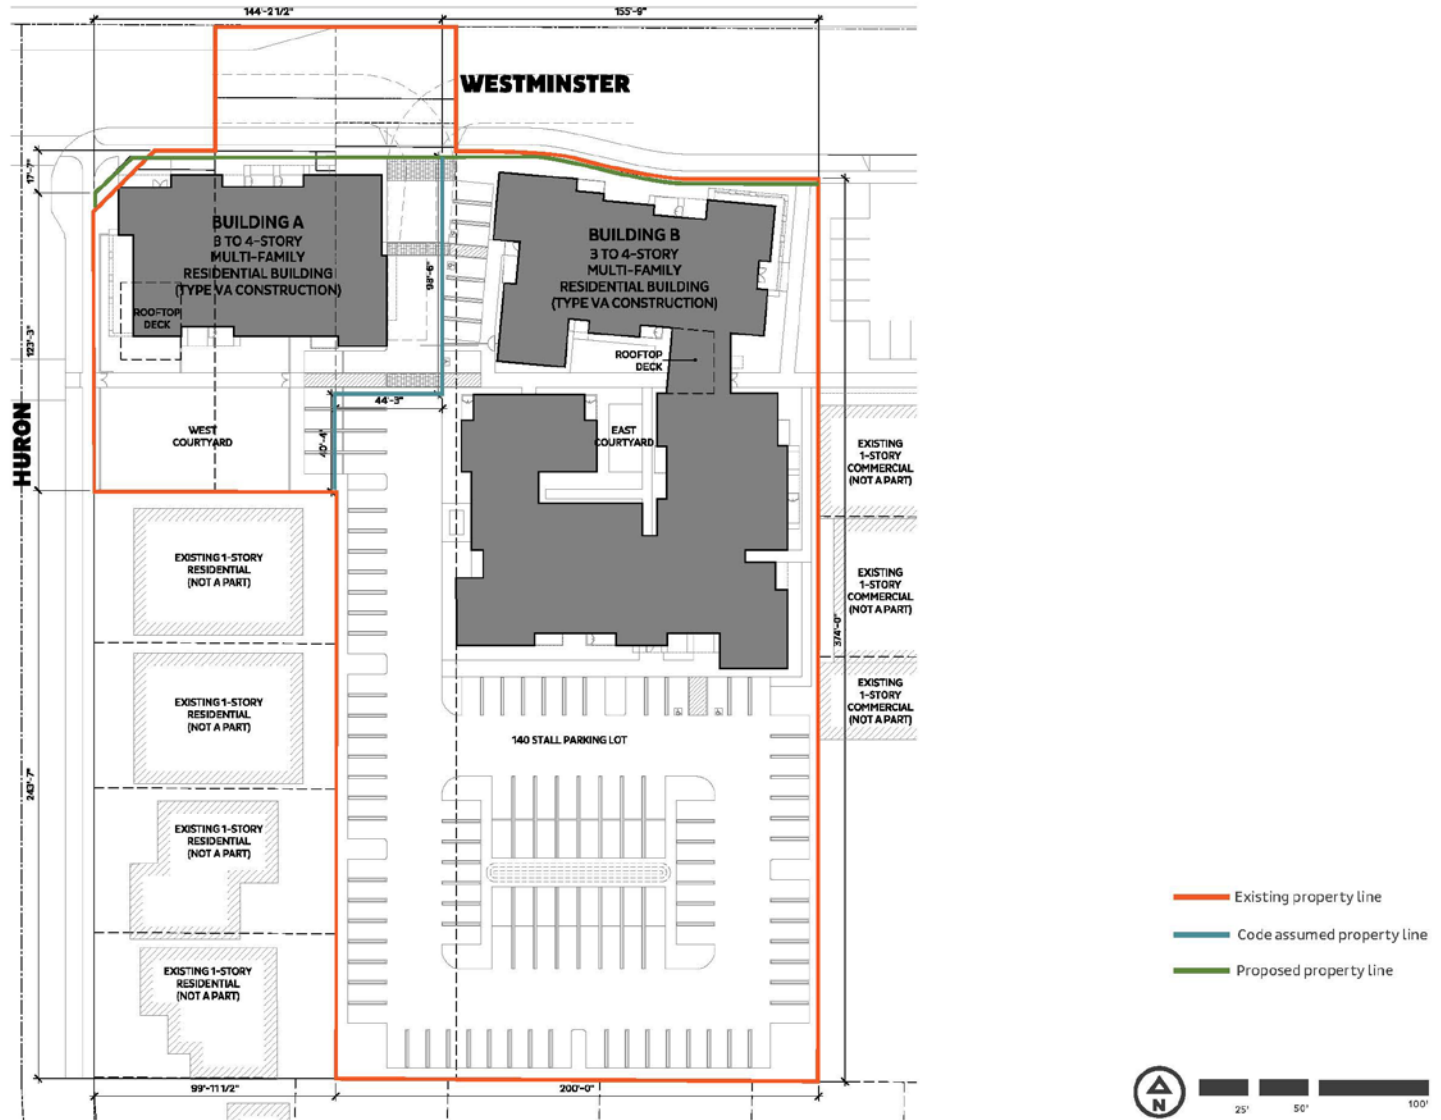 144'-2 1/2"
155'-9"
WESTMINSTER
17'-7"
BUILDING A
3 TO 4-STORY
MULTI-FAMILY
RESIDENTIAL BUILDING
(TYPE VA CONSTRUCTION)
BUILDING B
3 TO 4-STORY
MULTI-FAMILY
RESIDENTIAL BUILDING
(TYPE VA CONSTRUCTION)
98'-6"
ROOFTOP
DECK
123'-3"
ROOFTOP
DECK
44'-3"
HURON
WEST
COURTYARD
40'-4"
EAST
COURTYARD
EXISTING
1-STORY
COMMERCIAL
(NOT A PART)
EXISTING 1-STORY
RESIDENTIAL
(NOT A PART)
EXISTING
1-STORY
COMMERCIAL
(NOT A PART)
374'-0"
EXISTING 1-STORY
RESIDENTIAL
(NOT A PART)
EXISTING
1-STORY
COMMERCIAL
(NOT A PART)
140 STALL PARKING LOT
243'-7"
EXISTING 1-STORY
RESIDENTIAL
(NOT A PART)
EXISTING 1-STORY
RESIDENTIAL
(NOT A PART)
99'-11 1/2"
200'-0"
Existing property line
Code assumed property line
Proposed property line
N
25'
50'
100'